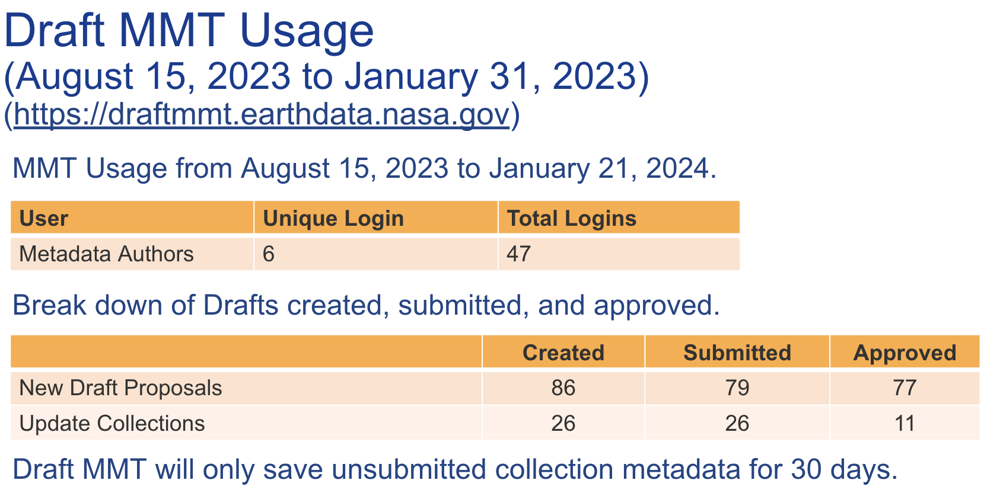 Draft MMT Usage
(August 15, 2023 to January 31, 2023)
(https://draftmmt.earthdata.nasa.gov)
MMT Usage from August 15, 2023 to January 21, 2024.
User Unique Login Total Logins
Metadata Authors 6 47
Break down of Drafts created, submitted, and approved.
Created Submitted Approved
New Draft Proposals 86 79 77
Update Collections 26 26 11
Draft MMT will only save unsubmitted collection metadata for 30 days.